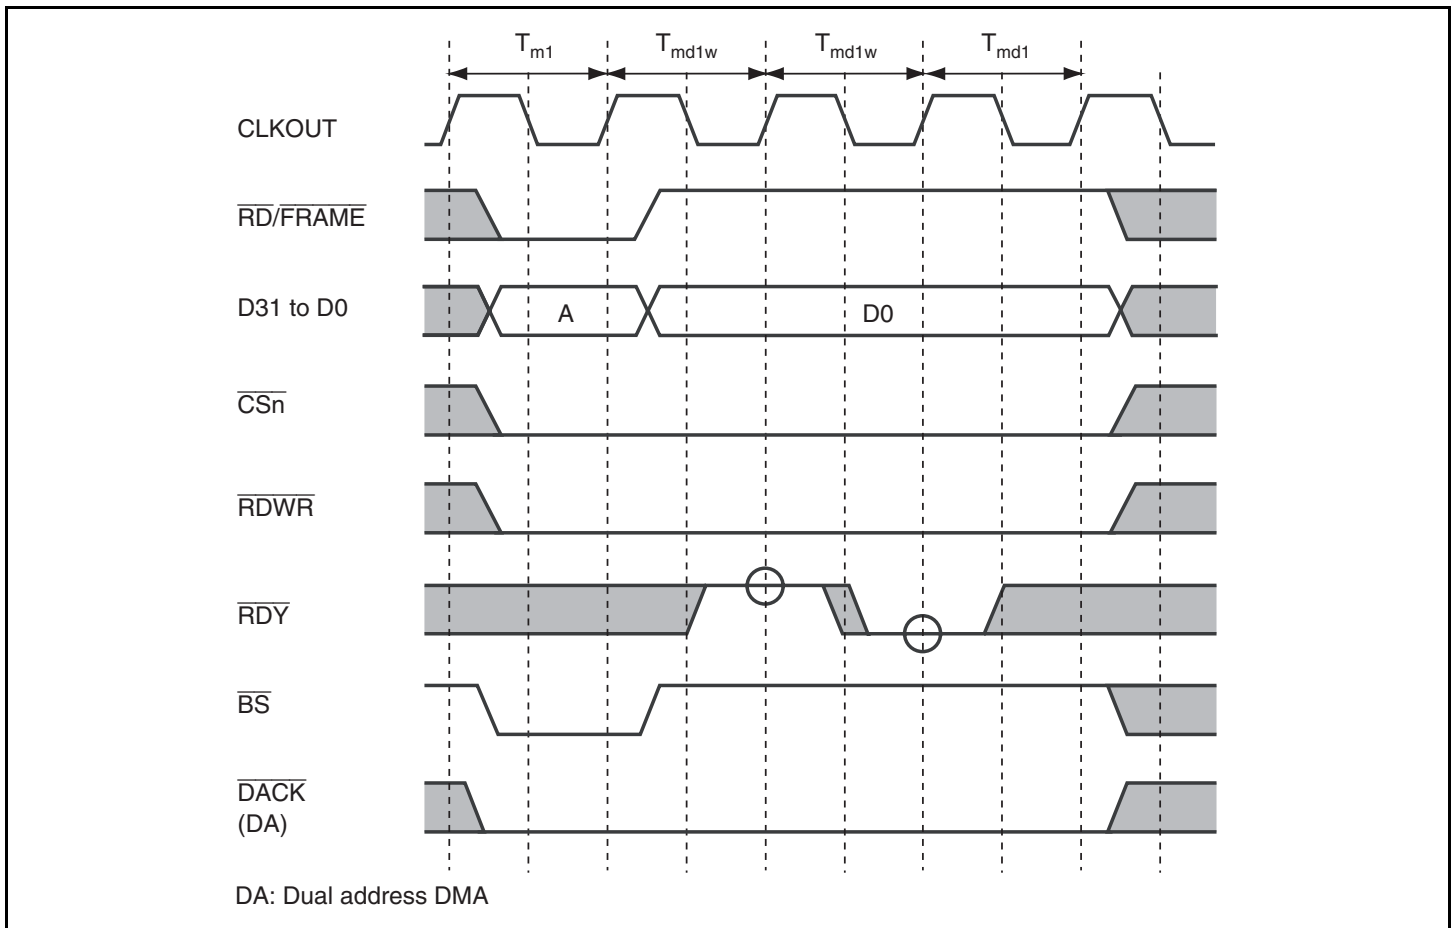 Tm1 Tmd1w Tmd1w Tmd1
CLKOUT
RD/FRAME
D31 to D0
A
D0
CSn
RDWR
RDY
BS
DACK
(DA)
DA: Dual address DMA